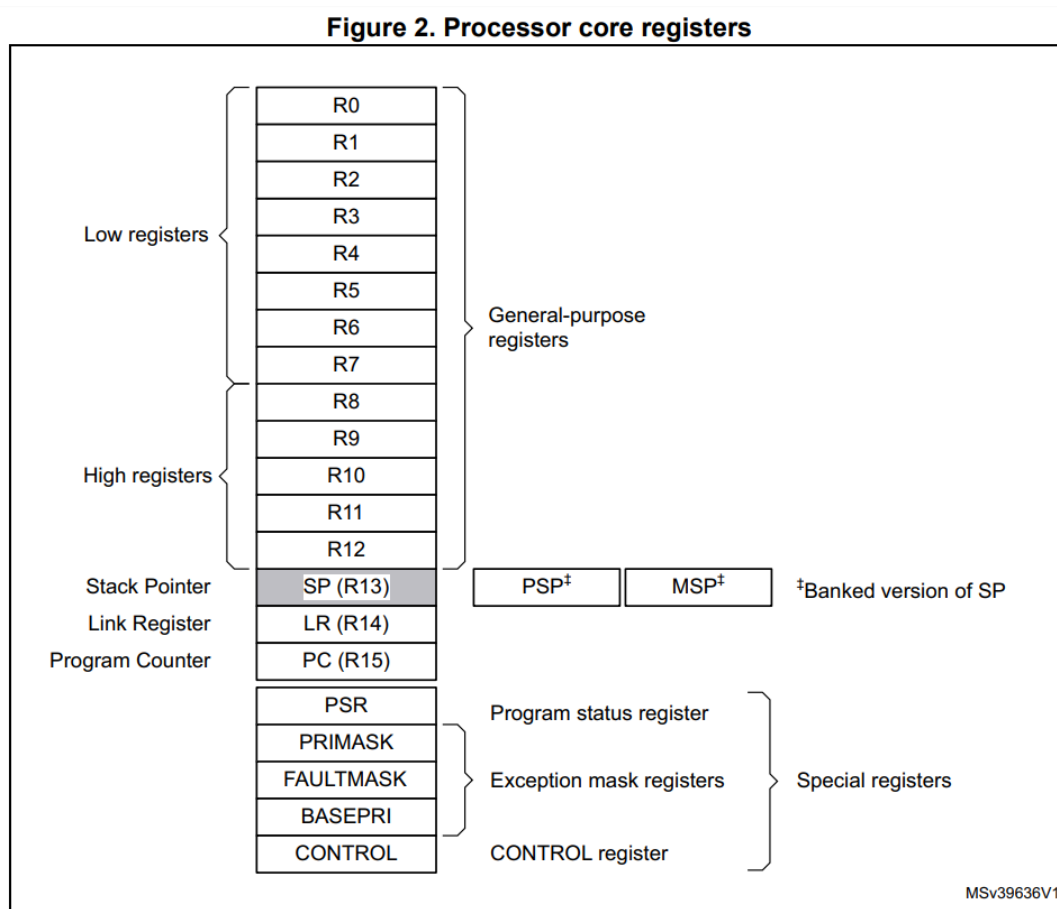 Figure 2. Processor core registers
R0
R1
R2
R3
Low registers
R4
R5
R6
General-purpose
registers
R7
R8
R9
High registers
R10
R11
R12
Stack Pointer SP (R13) PSP‡ MSP‡ ‡Banked version of SP
Link Register LR (R14)
Program Counter PC (R15)
PSR Program status register
PRIMASK
FAULTMASK Exception mask registers Special registers
BASEPRI
CONTROL CONTROL register
MSv39636V1